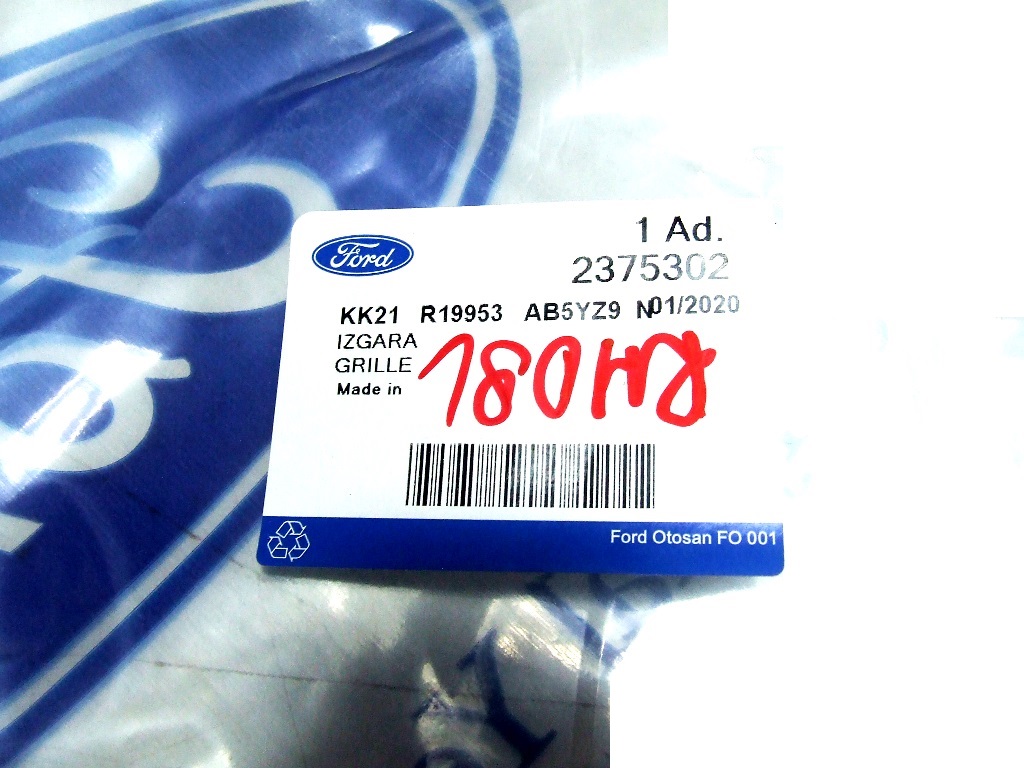 Ford
1 Ad.
2375302
KK21 R19953 AB5YZ9 N01/2020
IZGARA
GRILLE
Made in
Ford Otosan FO 001